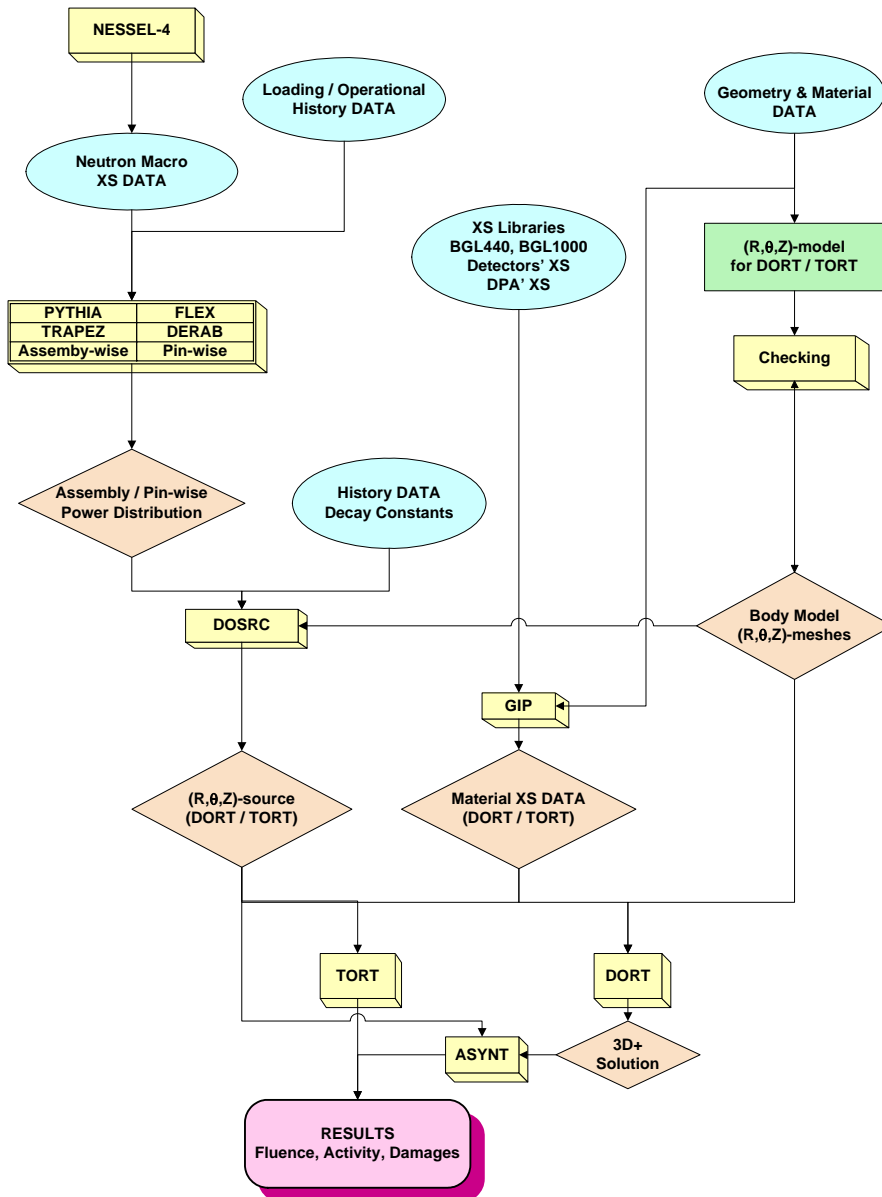 NESSEL-4
Loading / Operational
History DATA
Geometry & Material
DATA
Neutron Macro
XS DATA
XS Libraries
BGL440, BGL1000
Detectors' XS
DPA' XS
(R,θ,Z)-model
for DORT / TORT
PYTHIA FLEX
TRAPEZ DERAB
Assemby-wise Pin-wise
Checking
Assembly / Pin-wise
Power Distribution
History DATA
Decay Constants
DOSRC
Body Model
(R,θ,Z)-meshes
GIP
(R,θ,Z)-source
(DORT / TORT)
Material XS DATA
(DORT / TORT)
TORT
DORT
ASYNT
3D+
Solution
RESULTS
Fluence, Activity, Damages